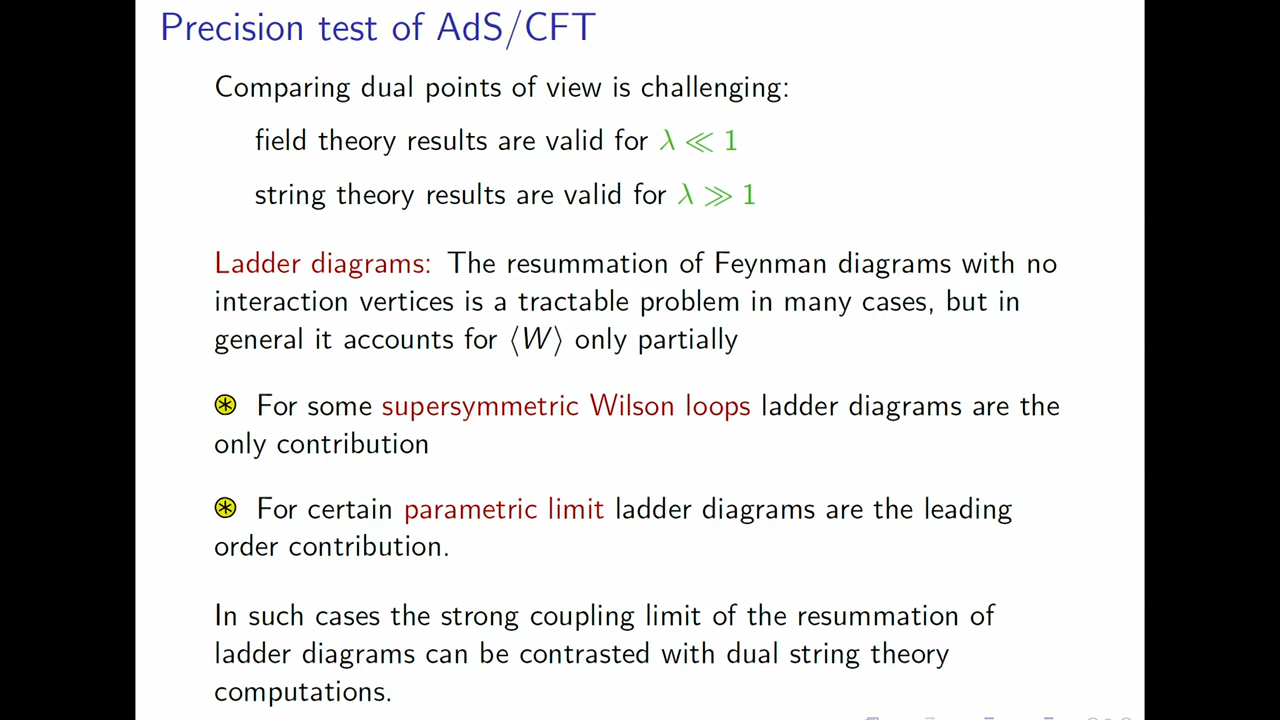 Precision test of AdS/CFT
Comparing dual points of view is challenging:
field theory results are valid for λ ≪ 1
string theory results are valid for λ ≫ 1
Ladder diagrams: The resummation of Feynman diagrams with no
interaction vertices is a tractable problem in many cases, but in
general it accounts for ⟨W⟩ only partially
⊛ For some supersymmetric Wilson loops ladder diagrams are the
only contribution
⊛ For certain parametric limit ladder diagrams are the leading
order contribution.
In such cases the strong coupling limit of the resummation of
ladder diagrams can be contrasted with dual string theory
computations.